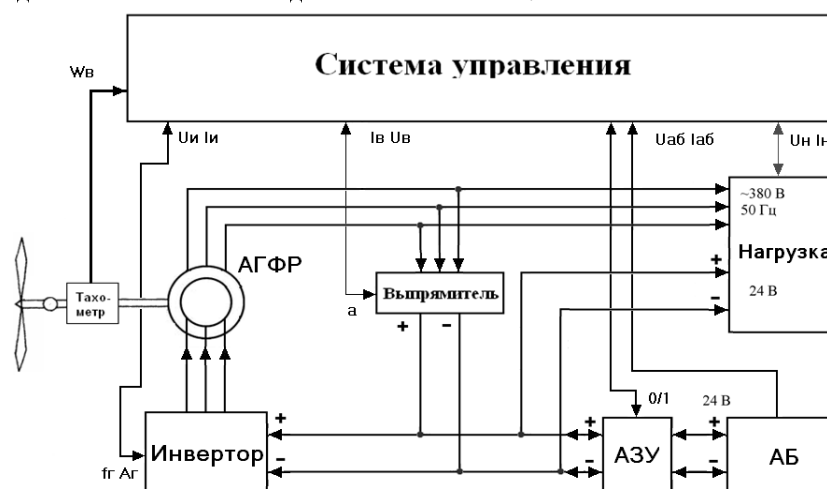 Система управления
Wв
Uи Iи
Iв Uв
Uаб Iаб
Uн Iн
~380 В
50 Гц
АГФР
Нагрузка
+
Тахо-
метр
Выпрямитель
-
24 В
а
+ -
0/1
24 В
+ + +
Инвертор
АЗУ
АБ
- - -
fг Аг